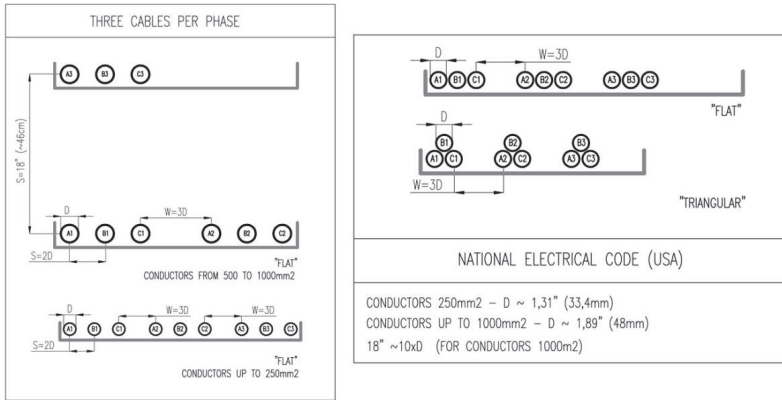 THREE CABLES PER PHASE
A3 B3 C3
S=18" (~46cm)
D
W=3D
A1 B1 C1 A2 B2 C2
S=2D
"FLAT"
CONDUCTORS FROM 500 TO 1000mm2
D
W=3D W=3D
A1 B1 C1 A2 B2 C2 A3 B3 C3
S=2D
"FLAT"
CONDUCTORS UP TO 250mm2
D
W=3D
A1 B1 C1 A2 B2 C2 A3 B3 C3
"FLAT"
D
B1 B2 B3
A1 C1 A2 C2 A3 C3
W=3D
"TRIANGULAR"
NATIONAL ELECTRICAL CODE (USA)
CONDUCTORS 250mm2 – D ~ 1,31" (33,4mm)
CONDUCTORS UP TO 1000mm2 – D ~ 1,89" (48mm)
18" ~10xD (FOR CONDUCTORS 1000m2)